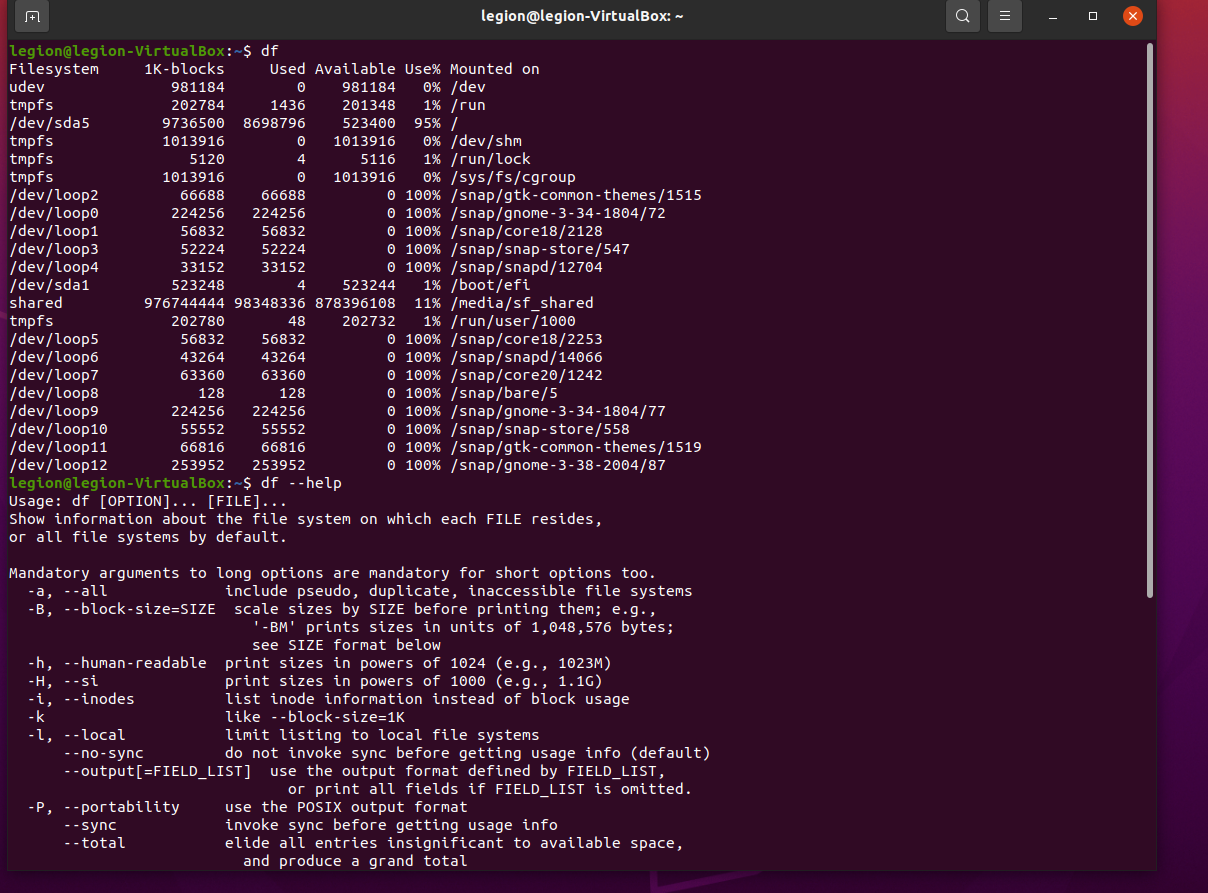 legion@legion-VirtualBox: ~
legion@legion-VirtualBox:~$ df
Filesystem     1K-blocks     Used Available Use% Mounted on
udev              981184        0    981184   0% /dev
tmpfs             202784     1436    201348   1% /run
/dev/sda5        9736500  8698796    523400  95% /
tmpfs            1013916        0   1013916   0% /dev/shm
tmpfs               5120        4      5116   1% /run/lock
tmpfs            1013916        0   1013916   0% /sys/fs/cgroup
/dev/loop2         66688    66688         0 100% /snap/gtk-common-themes/1515
/dev/loop0        224256   224256         0 100% /snap/gnome-3-34-1804/72
/dev/loop1         56832    56832         0 100% /snap/core18/2128
/dev/loop3         52224    52224         0 100% /snap/snap-store/547
/dev/loop4         33152    33152         0 100% /snap/snapd/12704
/dev/sda1         523248        4    523244   1% /boot/efi
shared         976744444 98348336 878396108  11% /media/sf_shared
tmpfs             202780       48    202732   1% /run/user/1000
/dev/loop5         56832    56832         0 100% /snap/core18/2253
/dev/loop6         43264    43264         0 100% /snap/snapd/14066
/dev/loop7         63360    63360         0 100% /snap/core20/1242
/dev/loop8           128      128         0 100% /snap/bare/5
/dev/loop9        224256   224256         0 100% /snap/gnome-3-34-1804/77
/dev/loop10        55552    55552         0 100% /snap/snap-store/558
/dev/loop11        66816    66816         0 100% /snap/gtk-common-themes/1519
/dev/loop12       253952   253952         0 100% /snap/gnome-3-38-2004/87
legion@legion-VirtualBox:~$ df --help
Usage: df [OPTION]... [FILE]...
Show information about the file system on which each FILE resides,
or all file systems by default.

Mandatory arguments to long options are mandatory for short options too.
  -a, --all             include pseudo, duplicate, inaccessible file systems
  -B, --block-size=SIZE  scale sizes by SIZE before printing them; e.g.,
                           '-BM' prints sizes in units of 1,048,576 bytes;
                           see SIZE format below
  -h, --human-readable  print sizes in powers of 1024 (e.g., 1023M)
  -H, --si              print sizes in powers of 1000 (e.g., 1.1G)
  -i, --inodes          list inode information instead of block usage
  -k                    like --block-size=1K
  -l, --local           limit listing to local file systems
      --no-sync         do not invoke sync before getting usage info (default)
      --output[=FIELD_LIST]  use the output format defined by FIELD_LIST,
                               or print all fields if FIELD_LIST is omitted.
  -P, --portability     use the POSIX output format
      --sync            invoke sync before getting usage info
      --total           elide all entries insignificant to available space,
                          and produce a grand total